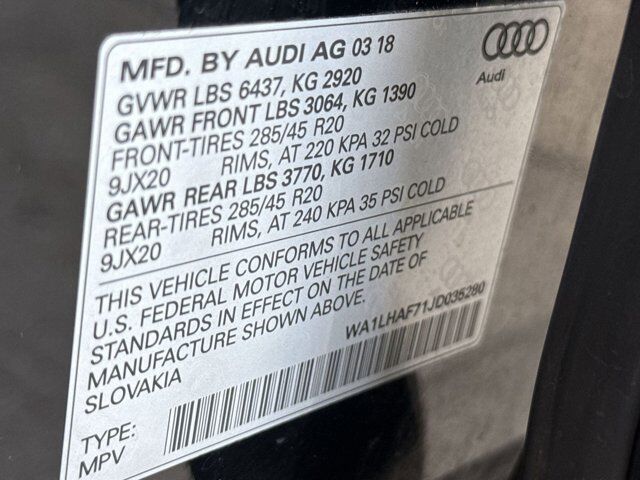 MFD. BY AUDI AG 03 18
Audi
GVWR LBS 6437, KG 2920
GAWR FRONT LBS 3064, KG 1390
FRONT-TIRES 285/45 R20
9JX20 RIMS, AT 220 KPA 32 PSI COLD
GAWR REAR LBS 3770, KG 1710
REAR-TIRES 285/45 R20
9JX20 RIMS, AT 240 KPA 35 PSI COLD
THIS VEHICLE CONFORMS TO ALL APPLICABLE
U.S. FEDERAL MOTOR VEHICLE SAFETY
STANDARDS IN EFFECT ON THE DATE OF
MANUFACTURE SHOWN ABOVE.
SLOVAKIA
WA1LHAF71JD035280
TYPE:
MPV